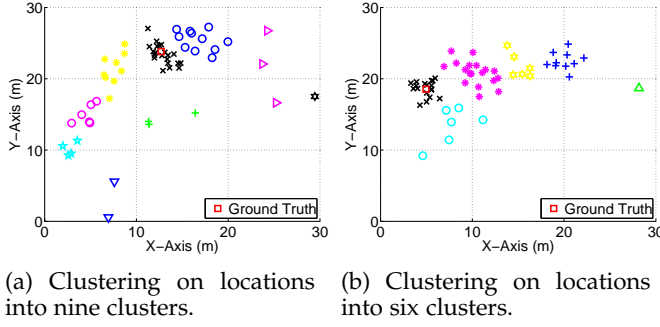 30
20
10
0
0
10
20
30
Y−Axis (m)
X−Axis (m)
Ground Truth
30
20
10
0
0
10
20
30
Y−Axis (m)
X−Axis (m)
Ground Truth
(a) Clustering on locations
into nine clusters.
(b) Clustering on locations
into six clusters.